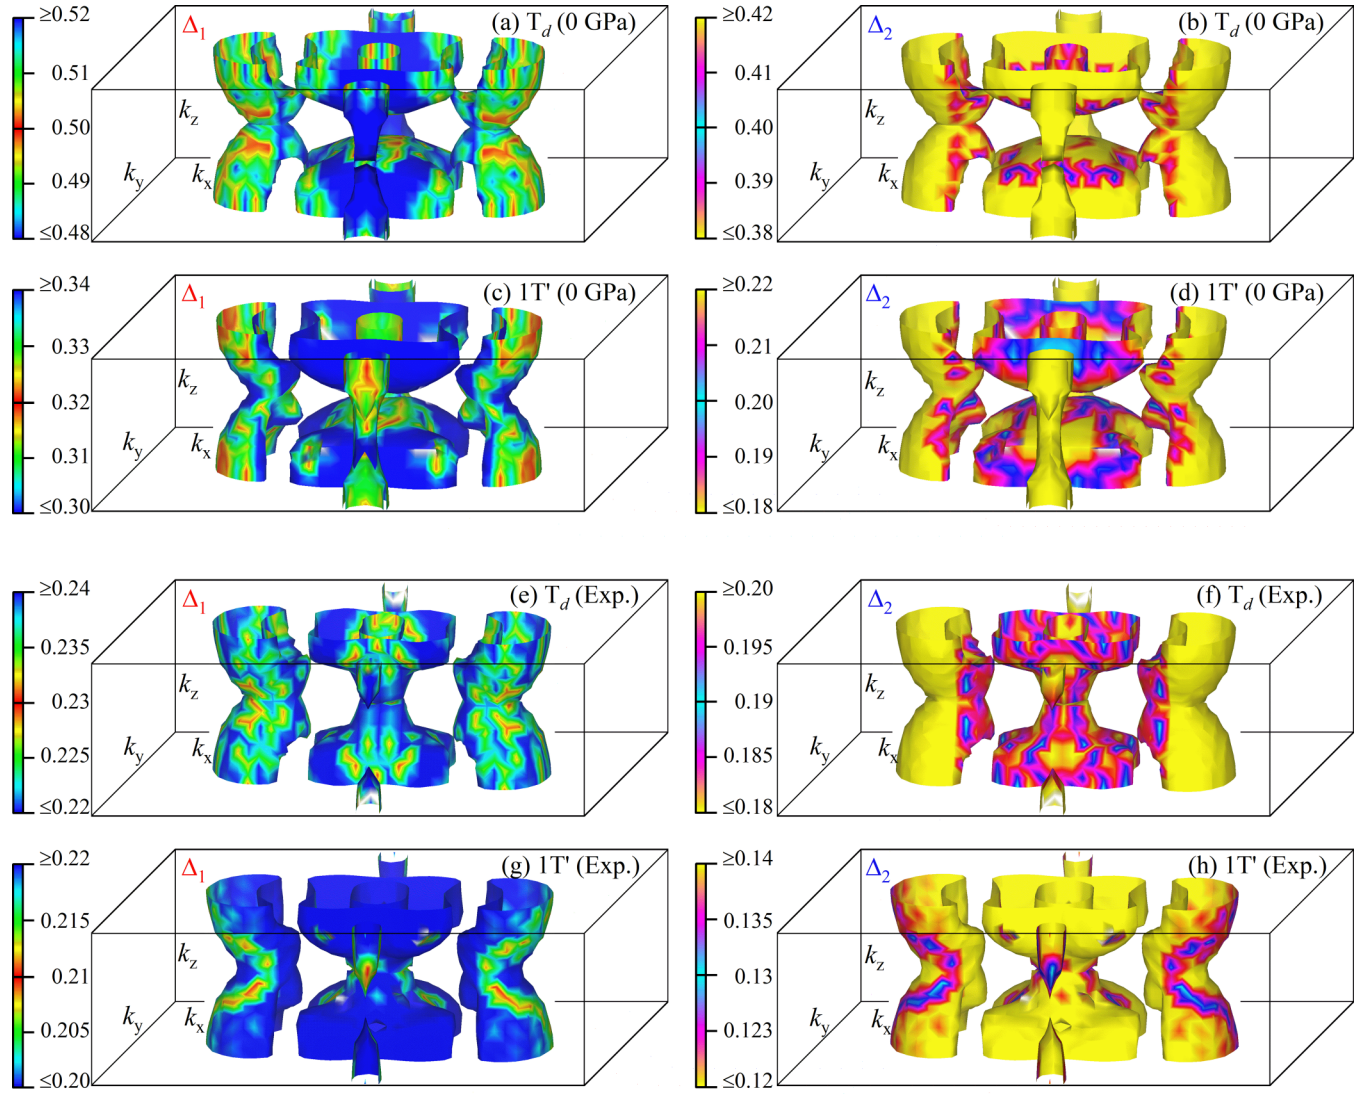 ≥0.52
0.51
0.50
0.49
≤0.48
Δ1
(a) Td (0 GPa)
kz
ky
kx
≥0.42
0.41
0.40
0.39
≤0.38
Δ2
(b) Td (0 GPa)
kz
ky
kx
≥0.34
0.33
0.32
0.31
≤0.30
Δ1
(c) 1T' (0 GPa)
kz
ky
kx
≥0.22
0.21
0.20
0.19
≤0.18
Δ2
(d) 1T' (0 GPa)
kz
ky
kx
≥0.24
0.235
0.23
0.225
≤0.22
Δ1
(e) Td (Exp.)
kz
ky
kx
≥0.20
0.195
0.19
0.185
≤0.18
Δ2
(f) Td (Exp.)
kz
ky
kx
≥0.22
0.215
0.21
0.205
≤0.20
Δ1
(g) 1T' (Exp.)
kz
ky
kx
≥0.14
0.135
0.13
0.123
≤0.12
Δ2
(h) 1T' (Exp.)
kz
ky
kx